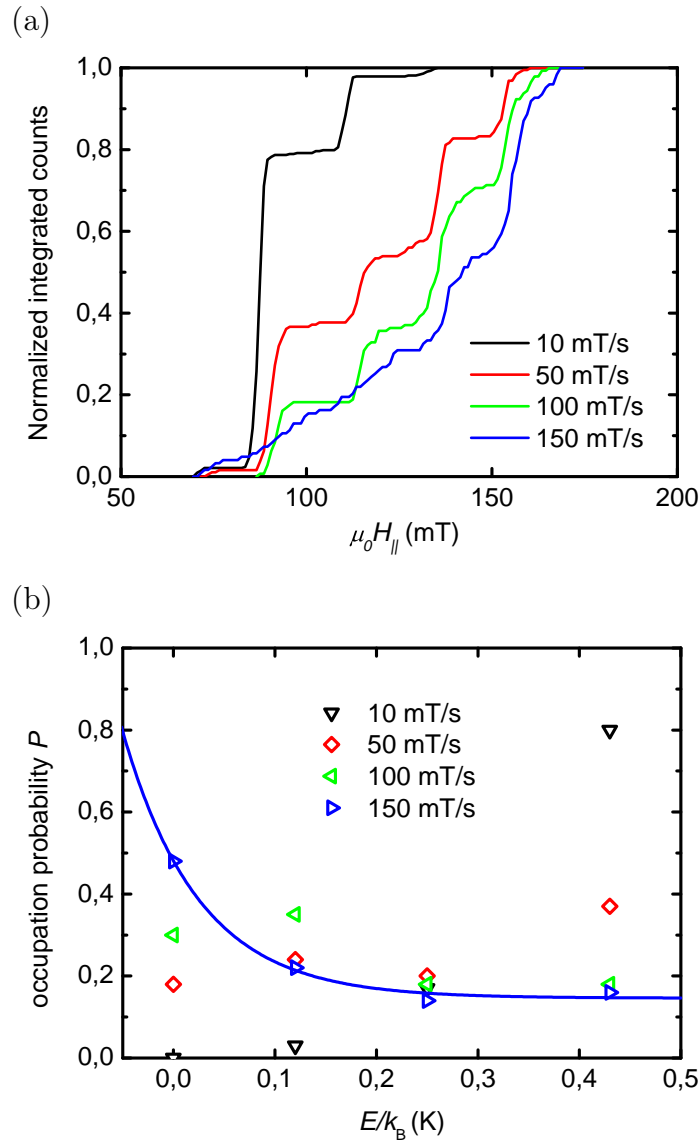 (a)
1,0
0,8
0,6
0,4
0,2
0,0
Normalized integrated counts
10 mT/s
50 mT/s
100 mT/s
150 mT/s
50 100 150 200
μ₀H|| (mT)
(b)
1,0
0,8
0,6
0,4
0,2
0,0
occupation probability P
10 mT/s
50 mT/s
100 mT/s
150 mT/s
0,0 0,1 0,2 0,3 0,4 0,5
E/kB (K)